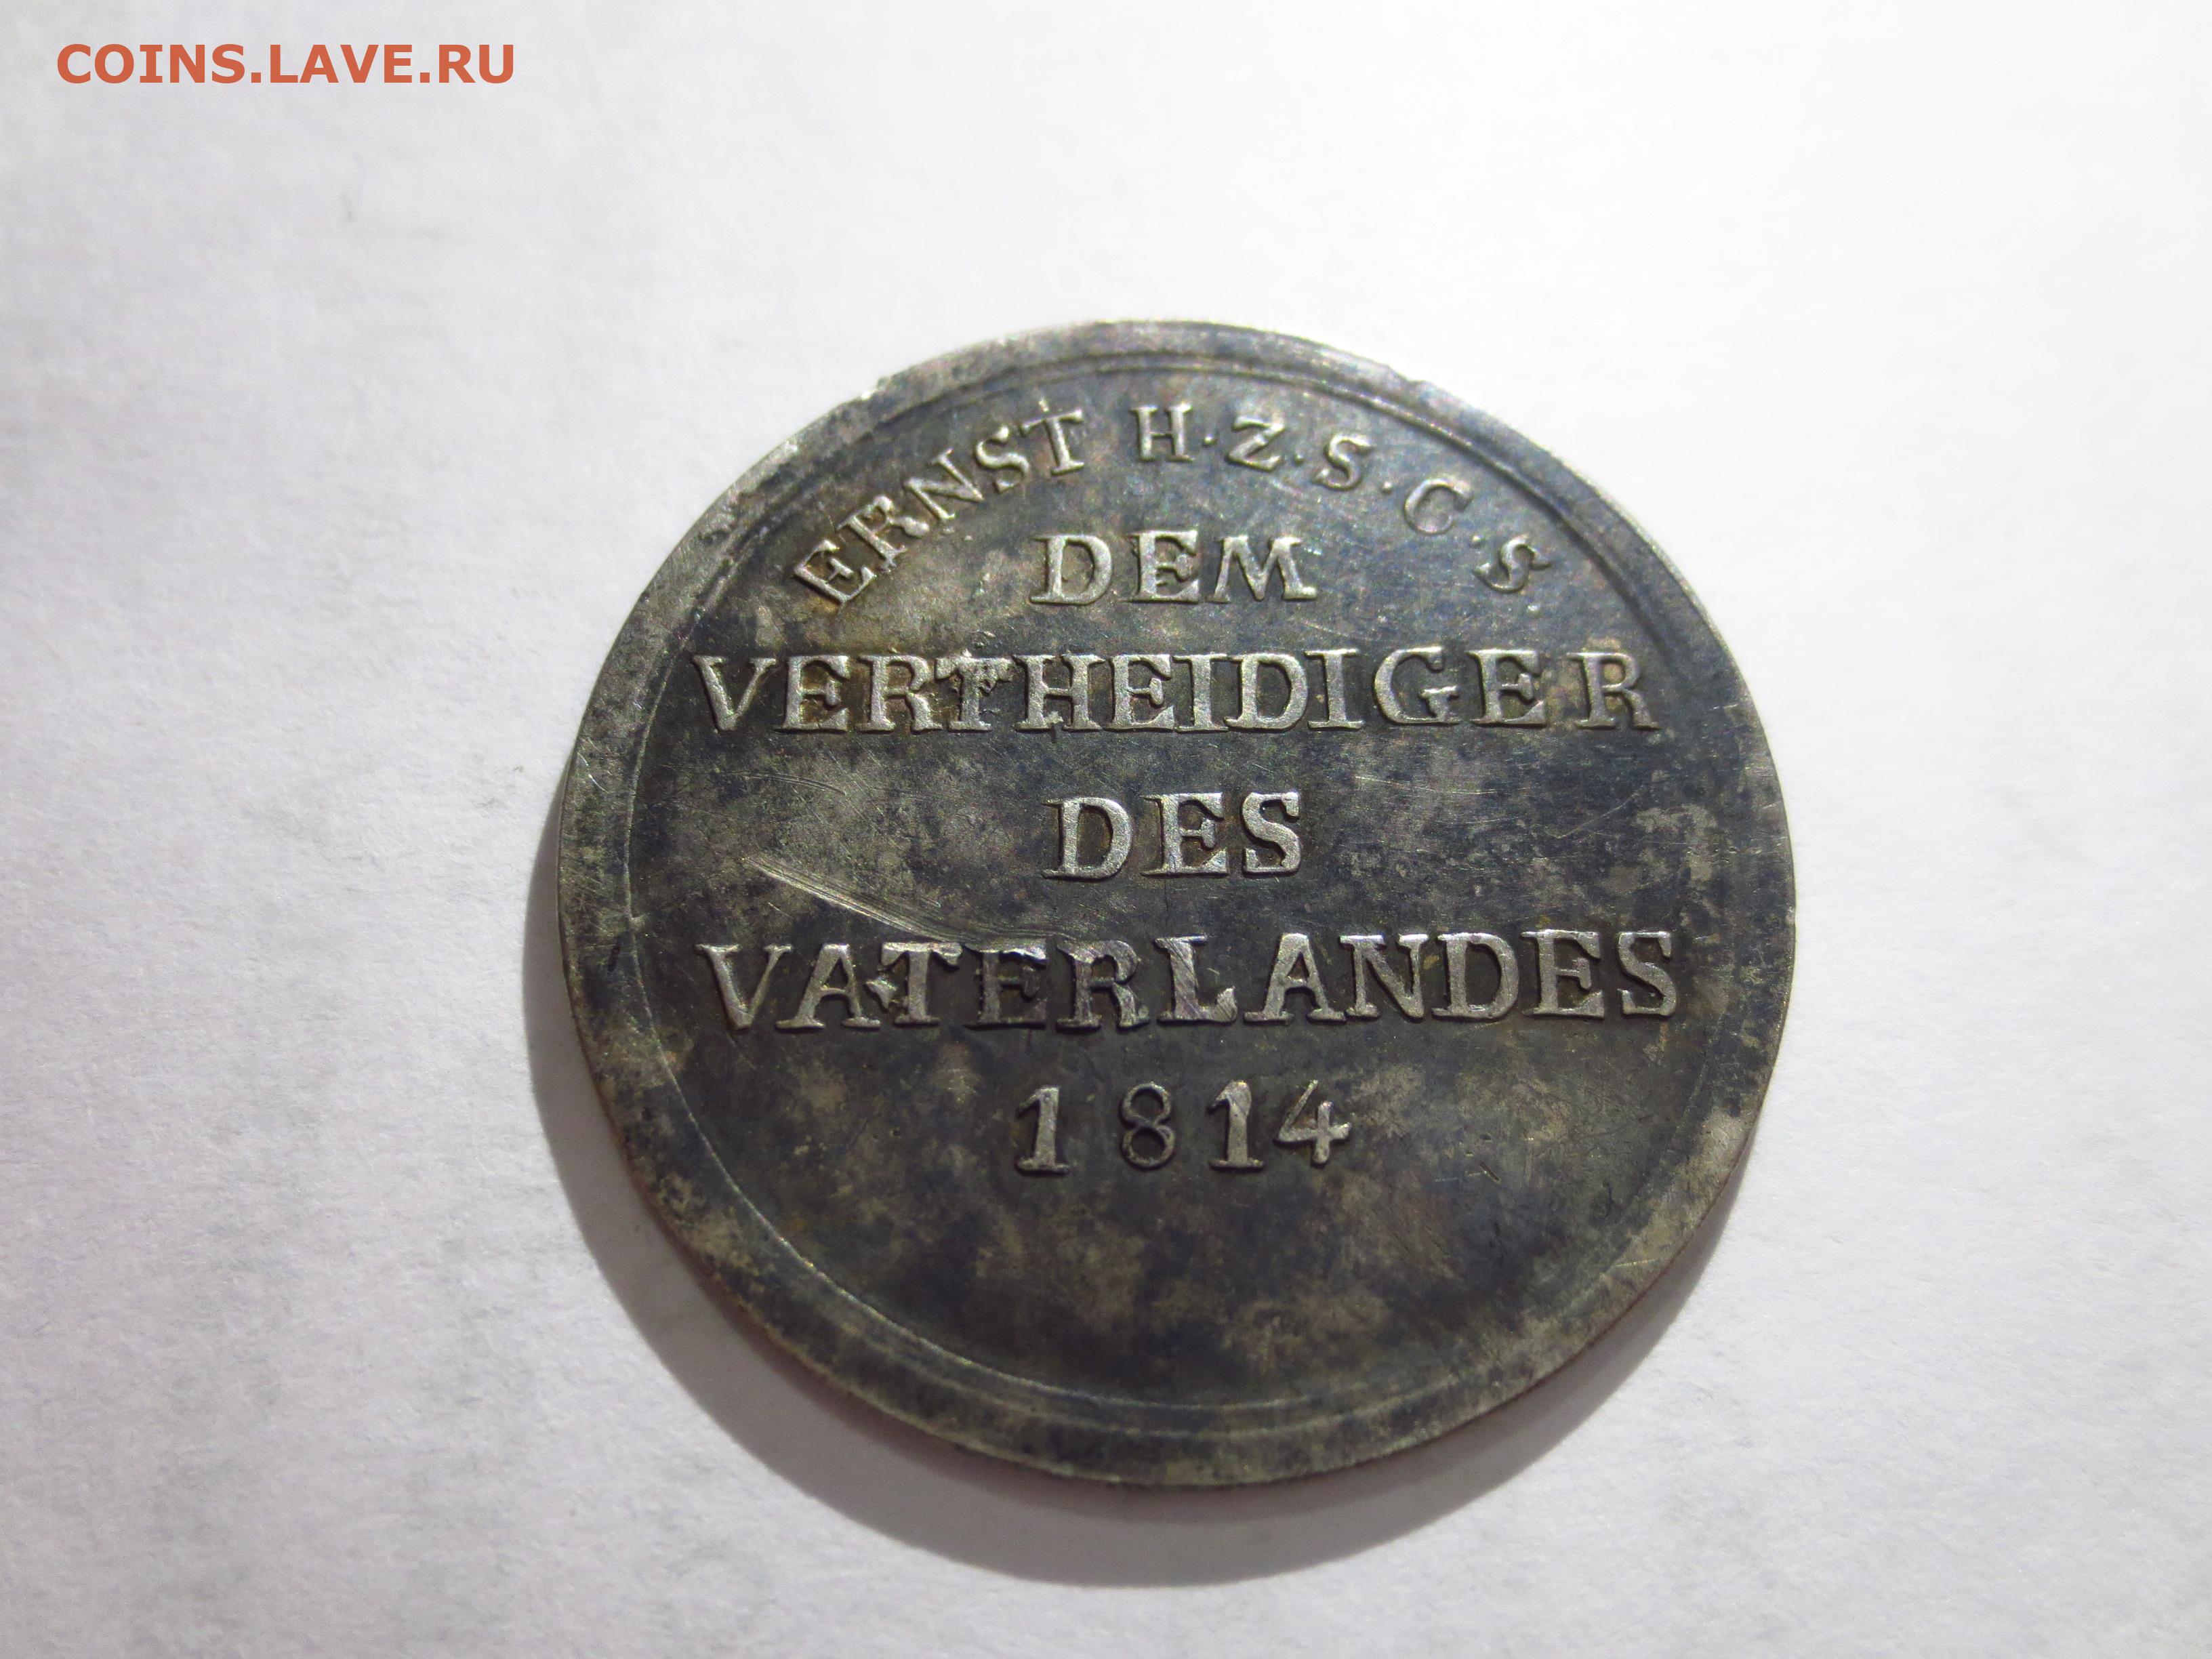 COINS.LAVE.RU
ERNST H.Z.S.C.S.
DEM
VERTHEIDIGER
DES
VATERLANDES
1814